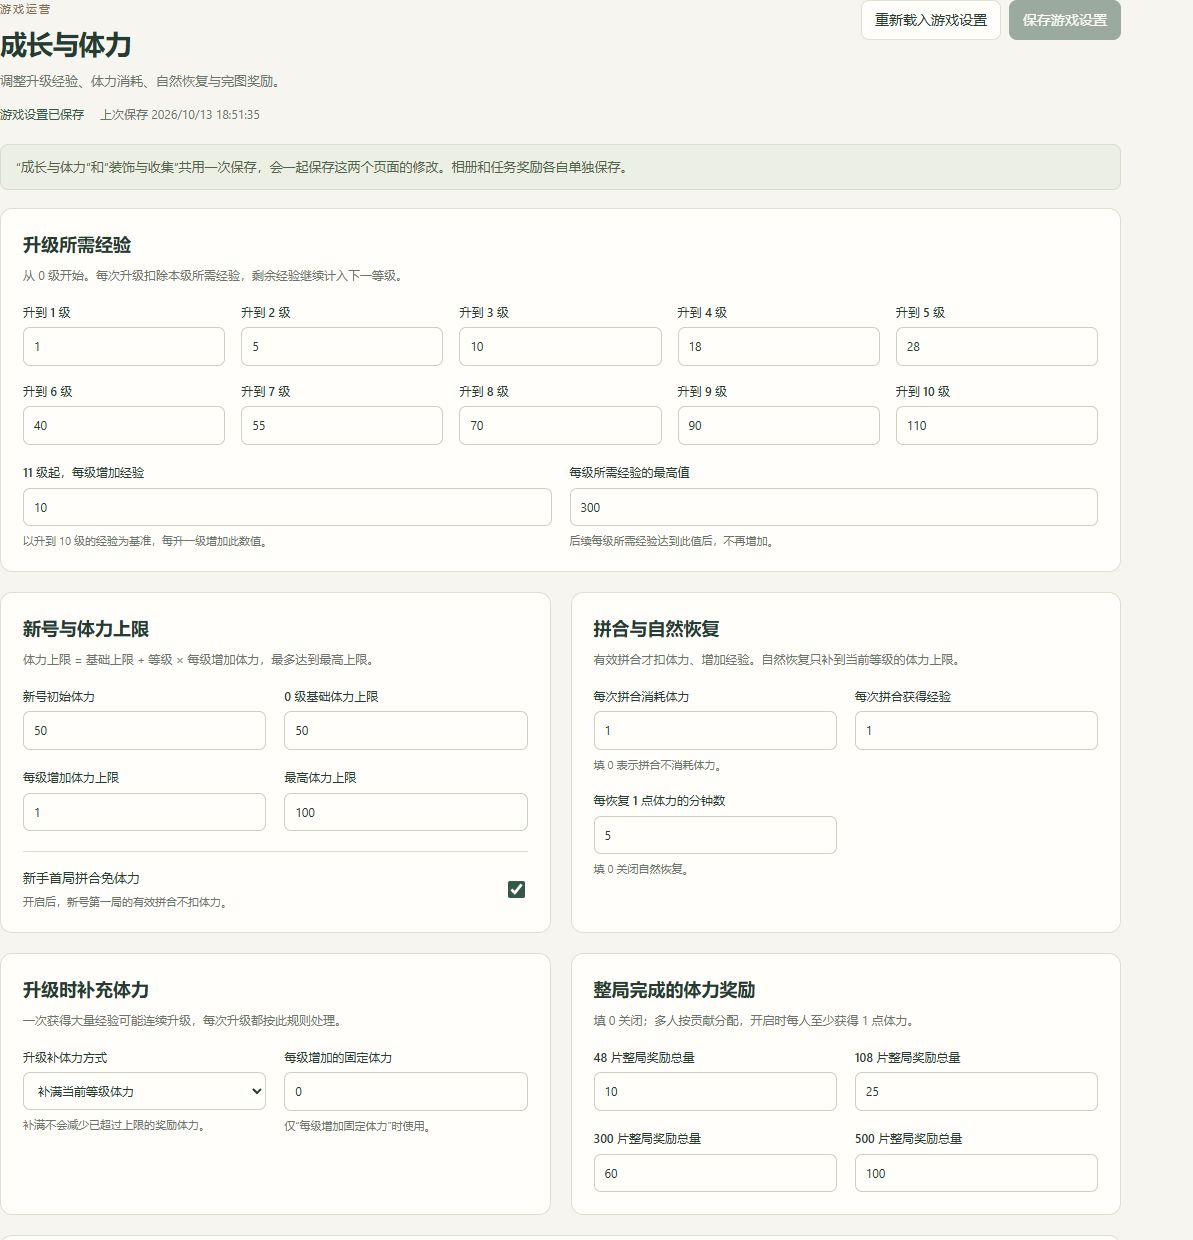 游戏运营
重新载入游戏设置
保存游戏设置
成长与体力
调整升级经验、体力消耗、自然恢复与完图奖励。
游戏设置已保存 上次保存 2026/10/13 18:51:35
“成长与体力”和“装饰与收集”共用一次保存，会一起保存这两个页面的修改。相册和任务奖励各自单独保存。
升级所需经验
从 0 级开始。每次升级扣除本级所需经验，剩余经验继续计入下一等级。
升到 1 级 升到 2 级 升到 3 级 升到 4 级 升到 5 级
1 5 10 18 28
升到 6 级 升到 7 级 升到 8 级 升到 9 级 升到 10 级
40 55 70 90 110
11 级起，每级增加经验 每级所需经验的最高值
10 300
以升到 10 级的经验为基准，每升一级增加此数值。 后续每级所需经验达到此值后，不再增加。
新号与体力上限
体力上限 = 基础上限 + 等级 × 每级增加体力，最多达到最高上限。
新号初始体力 0 级基础体力上限
50 50
每级增加体力上限 最高体力上限
1 100
新手首局拼合免体力
开启后，新号第一局的有效拼合不扣体力。
拼合与自然恢复
有效拼合才扣体力、增加经验。自然恢复只补到当前等级的体力上限。
每次拼合消耗体力 每次拼合获得经验
1 1
填 0 表示拼合不消耗体力。
每恢复 1 点体力的分钟数
5
填 0 关闭自然恢复。
升级时补充体力
一次获得大量经验可能连续升级，每次升级都按此规则处理。
升级补体力方式 每级增加的固定体力
补满当前等级体力 0
补满不会减少已超过上限的奖励体力。 仅“每级增加固定体力”时使用。
整局完成的体力奖励
填 0 关闭；多人按贡献分配，开启时每人至少获得 1 点体力。
48 片整局奖励总量 108 片整局奖励总量
10 25
300 片整局奖励总量 500 片整局奖励总量
60 100